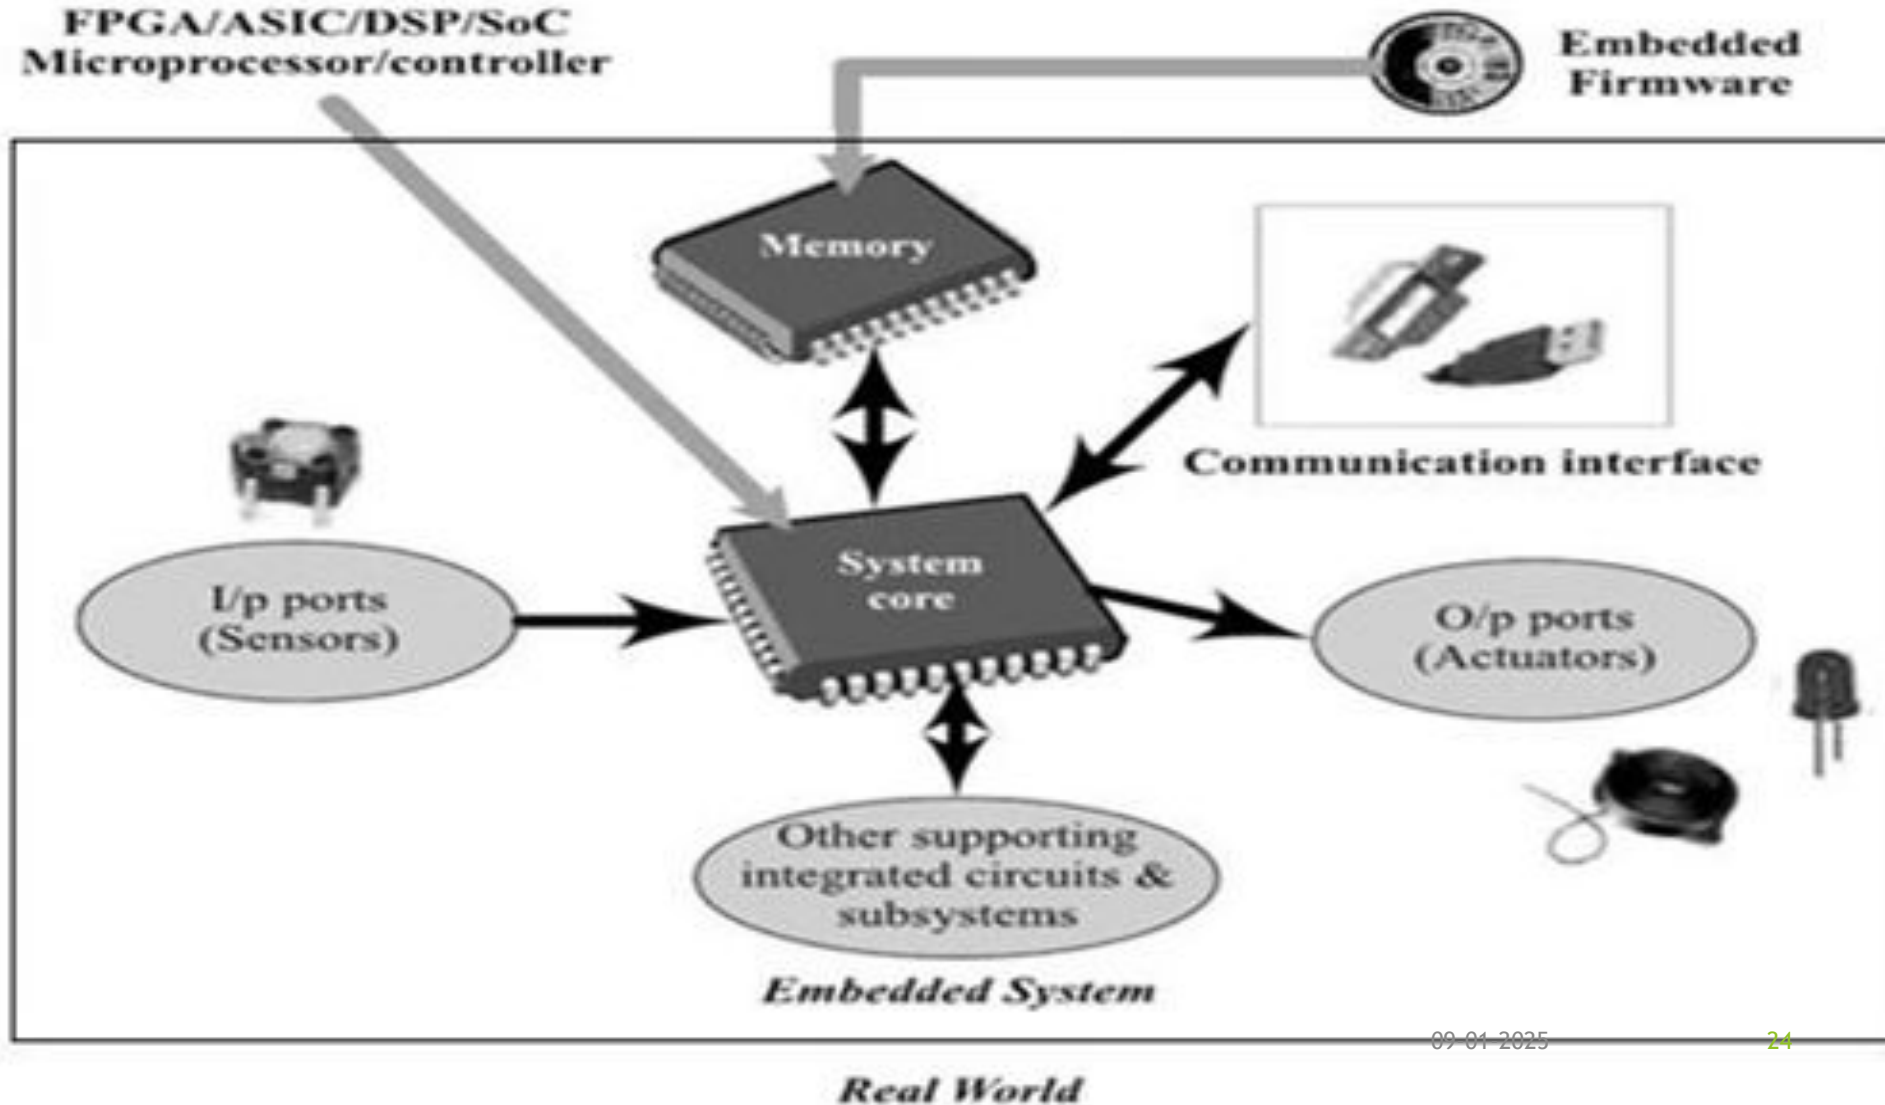 FPGA/ASIC/DSP/SoC
Microprocessor/controller
Embedded
Firmware
Memory
Communication interface
System
core
I/p ports
(Sensors)
O/p ports
(Actuators)
Other supporting
integrated circuits &
subsystems
Embedded System
09-01-2025
24
Real World